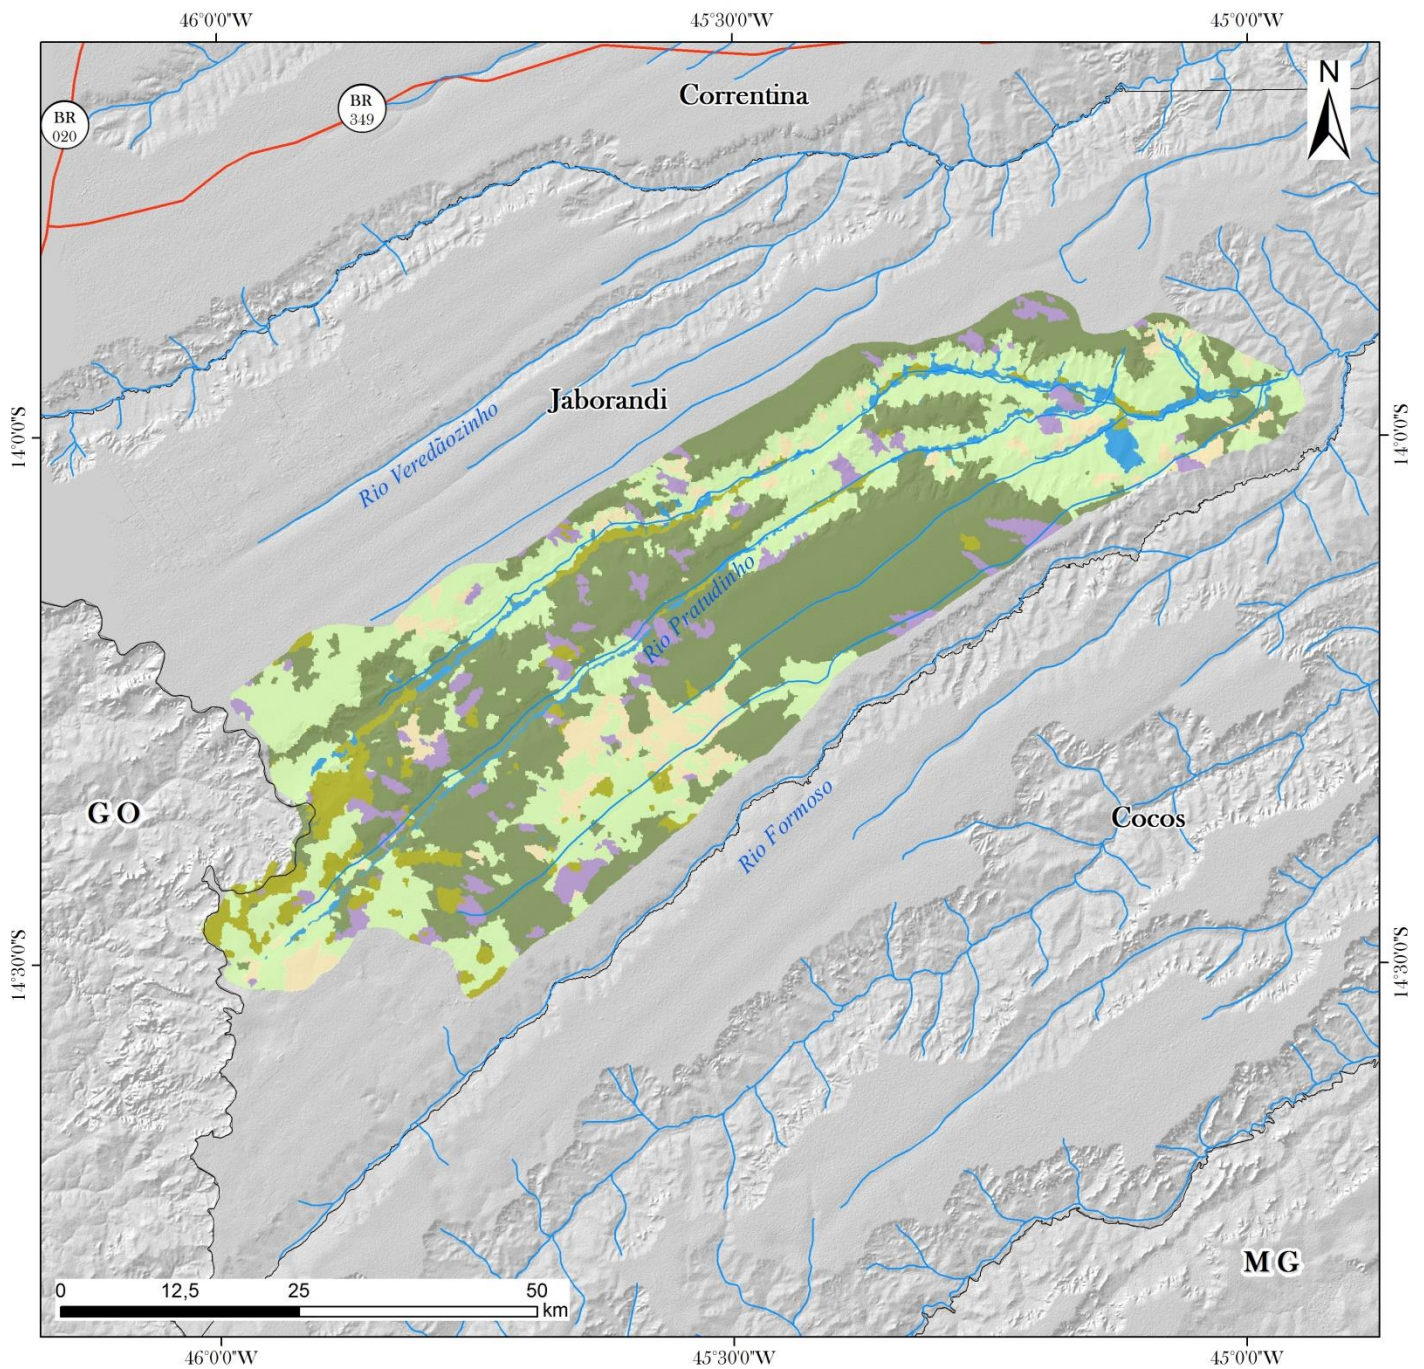 46°0'0"W
45°30'0"W
45°0'0"W
N
BR
020
BR
349
Correntina
Jaborandi
Rio Veredãozinho
14°0'0"S
14°0'0"S
Rio Pratudinho
GO
Rio Formoso
Cocos
14°30'0"S
14°30'0"S
MG
0
12,5
25
50
km
46°0'0"W
45°30'0"W
45°0'0"W